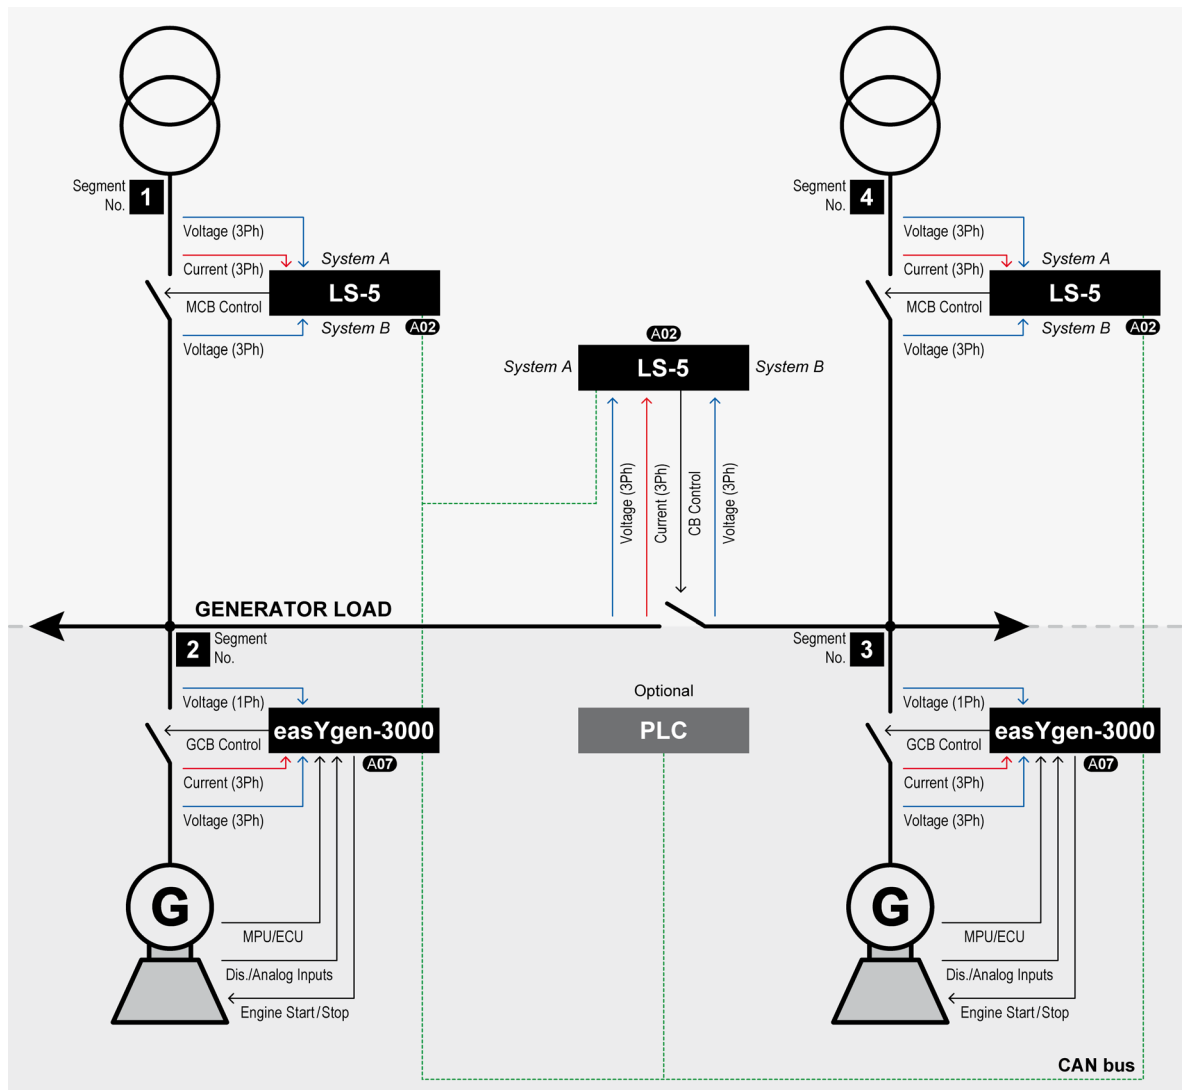 Segment
No.
1
Voltage (3Ph)
Current (3Ph)
System A
LS-5
MCB Control
System B
A02
Voltage (3Ph)
Segment
No.
4
Voltage (3Ph)
Current (3Ph)
System A
LS-5
MCB Control
System B
A02
Voltage (3Ph)
A02
System A
LS-5
System B
Voltage (3Ph)
Current (3Ph)
CB Control
Voltage (3Ph)
GENERATOR LOAD
2
Segment
No.
Segment
No.
3
Voltage (1Ph)
easYgen-3000
GCB Control
A07
Current (3Ph)
Voltage (3Ph)
G
MPU/ECU
Dis./Analog Inputs
Engine Start/Stop
Optional
PLC
Voltage (1Ph)
easYgen-3000
GCB Control
A07
Current (3Ph)
Voltage (3Ph)
G
MPU/ECU
Dis./Analog Inputs
Engine Start/Stop
CAN bus